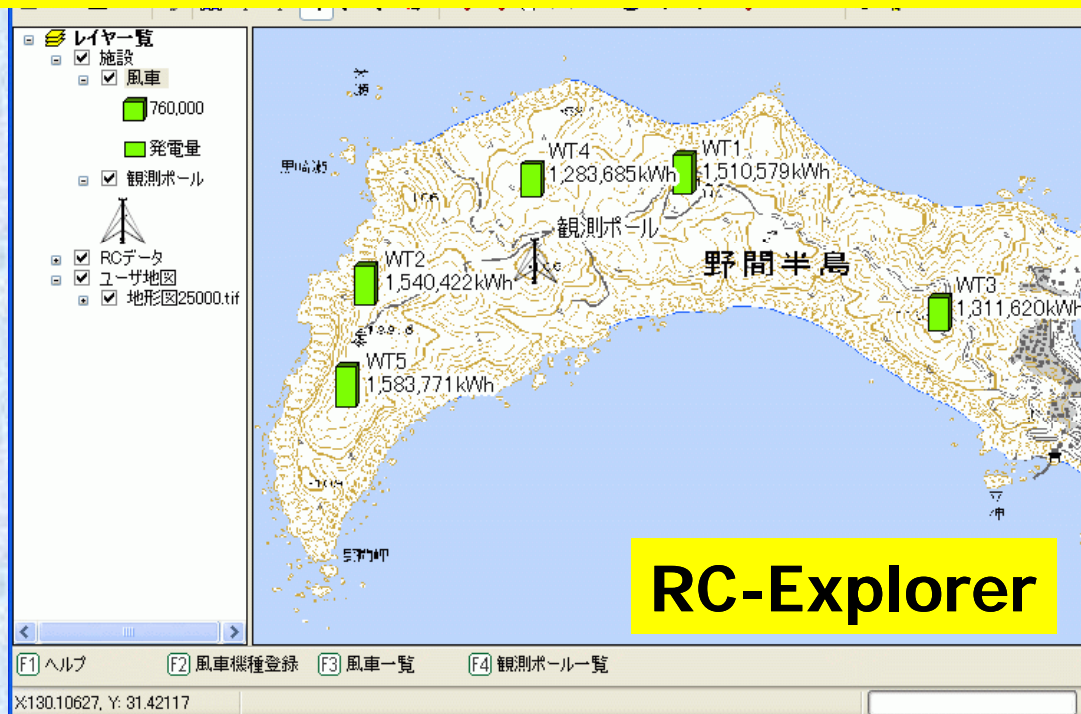 レイヤ一覧
施設
風車
760,000
発電量
観測ポール
RCデータ
ユーザ地図
地形図25000.tif
WT4
1,283,685kWh
WT1
1,510,579kWh
観測ポール
野間半島
WT2
1,540,422kWh
WT3
1,311,620kWh
WT5
1,583,771kWh
野間岬
RC-Explorer
F1 ヘルプ
F2 風車機種登録
F3 風車一覧
F4 観測ポール一覧
X:130.10627, Y: 31.42117